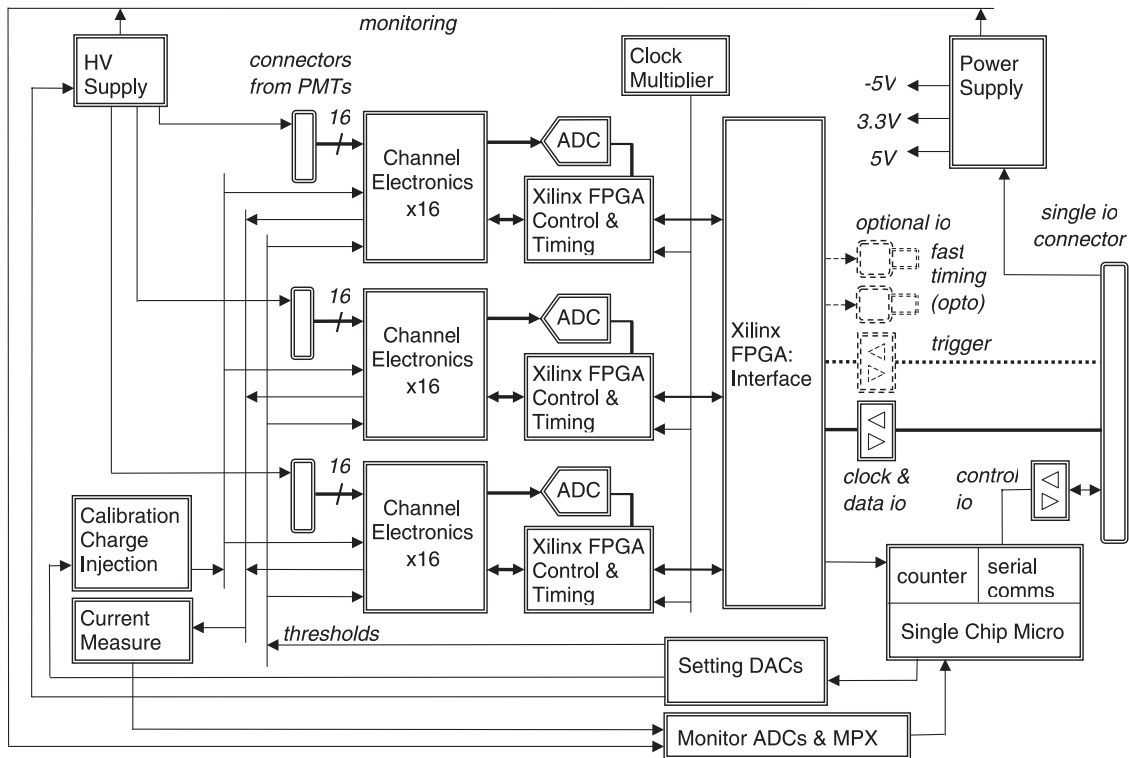 monitoring
HV
Supply
connectors
from PMTs
Clock
Multiplier
Power
Supply
-5V
3.3V
5V
16
Channel
Electronics
x16
ADC
Xilinx FPGA
Control &
Timing
16
Channel
Electronics
x16
ADC
Xilinx FPGA
Control &
Timing
16
Channel
Electronics
x16
ADC
Xilinx FPGA
Control &
Timing
Xilinx
FPGA:
Interface
optional io
fast
timing
(opto)
trigger
single io
connector
clock &
data io
control
io
Calibration
Charge
Injection
Current
Measure
thresholds
counter
serial
comms
Single Chip Micro
Setting DACs
Monitor ADCs & MPX